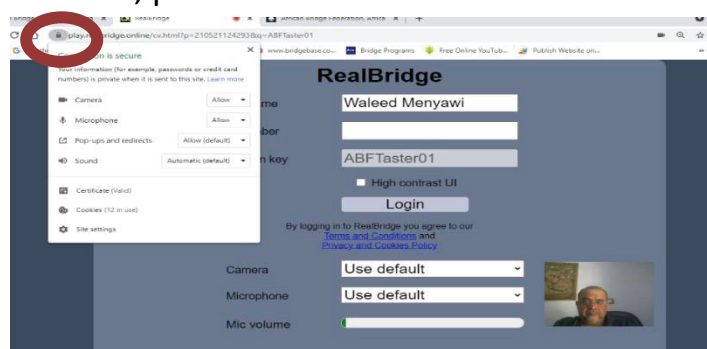 RealBridge
African Bridge Federation, Africa
play.realbridge.online/cv.html?p=210521124293&q=ABFTaster01
www.bridgebase.co...
Bridge Programs
Free Online YouTub...
Publish Website on...
is secure
Your information (for example, passwords or credit card
numbers) is private when it is sent to this site. Learn more
Camera
Allow
Microphone
Allow
Pop-ups and redirects
Allow (default)
Sound
Automatic (default)
Certificate (Valid)
Cookies (12 in use)
Site settings
RealBridge
Waleed Menyawi
key
ABFTaster01
High contrast UI
Login
By logging in to RealBridge you agree to our
Terms and Conditions and
Privacy and Cookies Policy
Camera
Use default
Microphone
Use default
Mic volume